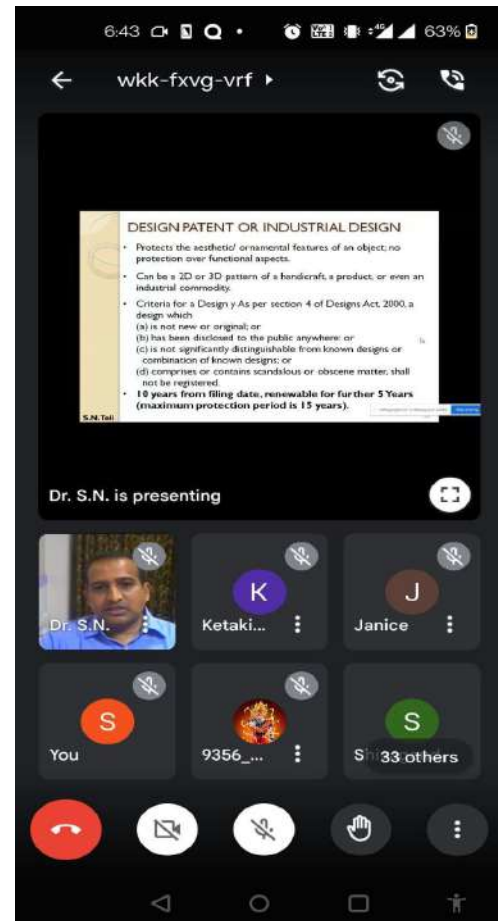 6:43
63%
wkk-fxvg-vrf
DESIGN PATENT OR INDUSTRIAL DESIGN
• Protects the aesthetic/ ornamental features of an object; no
protection over functional aspects.
• Can be a 2D or 3D pattern of a handicraft, a product, or even an
industrial commodity.
• Criteria for a Design y As per section 4 of Designs Act, 2000, a
design which
(a) is not new or original; or
(b) has been disclosed to the public anywhere; or
(c) is not significantly distinguishable from known designs or
combination of known designs; or
(d) comprises or contains scandalous or obscene matter, shall
not be registered.
• 10 years from filing date, renewable for further 5 Years
(maximum protection period is 15 years).
S.N.Teli
Dr. S.N. is presenting
Dr. S.N.
K
Ketaki...
J
Janice
S
You
9356_...
S
33 others